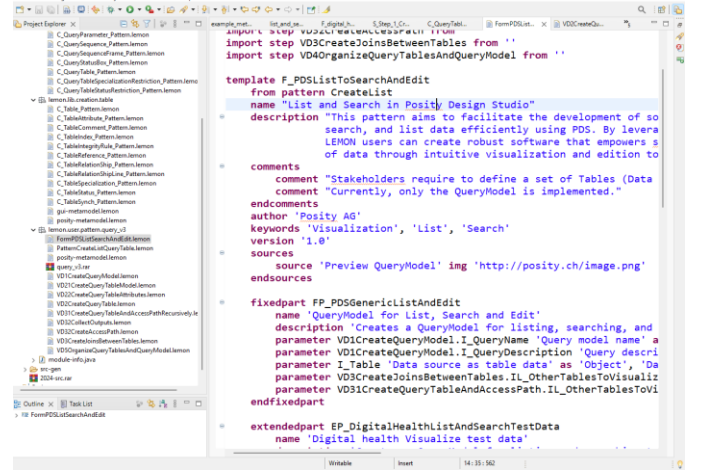 Project Explorer
C_QueryParameter_Pattern.lemon
C_QuerySequence_Pattern.lemon
C_QuerySequenceFrame_Pattern.lemon
C_QueryStatusBox_Pattern.lemon
C_QueryTable_Pattern.lemon
C_QueryTableSpecializationRestriction_Pattern.lemo
C_QueryTableStatusRestriction_Pattern.lemon
lemon.lib.creation.table
C_Table_Pattern.lemon
C_TableAttribute_Pattern.lemon
C_TableComment_Pattern.lemon
C_TableIndex_Pattern.lemon
C_TableIntegrityRule_Pattern.lemon
C_TableReference_Pattern.lemon
C_TableRelationShip_Pattern.lemon
C_TableRelationShipLine_Pattern.lemon
C_TableSpecialization_Pattern.lemon
C_TableStatus_Pattern.lemon
C_TableSynch_Pattern.lemon
gui-metamodel.lemon
posity-metamodel.lemon
lemon.user.pattern.query_v3
FormPDSListSearchAndEdit.lemon
PatternCreateListQueryTable.lemon
posity-metamodel.lemon
query_v3.rar
VD1CreateQueryModel.lemon
VD21CreateQueryTableModel.lemon
VD22CreateQueryTableAttributes.lemon
VD2CreateQueryTable.lemon
VD31CreateQueryTableAndAccessPathRecursively.le
VD32CollectOutputs.lemon
VD32CreateAccessPath.lemon
VD3CreateJoinsBetweenTables.lemon
VD5OrganizeQueryTablesAndQueryModel.lemon
module-info.java
src-gen
2024-src.rar
Outline
Task List
FormPDSListSearchAndEdit
example_met...
list_and_se...
F_digital_h...
S_Step_1_Cr...
C_QueryTabl...
FormPDSList...
VD2CreateQu...
import step VD32CreateAccessPath from ''
import step VD3CreateJoinsBetweenTables from ''
import step VD4OrganizeQueryTablesAndQueryModel from ''
template F_PDSListToSearchAndEdit
from pattern CreateList
name "List and Search in Posity Design Studio"
description "This pattern aims to facilitate the development of so
search, and list data efficiently using PDS. By levera
LEMON users can create robust software that empowers s
of data through intuitive visualization and edition to
comments
comment "Stakeholders require to define a set of Tables (Data
comment "Currently, only the QueryModel is implemented."
endcomments
author 'Posity AG'
keywords 'Visualization', 'List', 'Search'
version '1.0'
sources
source 'Preview QueryModel' img 'http://posity.ch/image.png'
endsources
fixedpart FP_PDSGenericListAndEdit
name 'QueryModel for List, Search and Edit'
description 'Creates a QueryModel for listing, searching, and
parameter VD1CreateQueryModel.I_QueryName 'Query model name' a
parameter VD1CreateQueryModel.I_QueryDescription 'Query descri
parameter I_Table 'Data source as table data' as 'Object', 'Da
parameter VD3CreateJoinsBetweenTables.IL_OtherTablesToVisualiz
parameter VD31CreateQueryTableAndAccessPath.IL_OtherTablesToVi
endfixedpart
extendedpart EP_DigitalHealthListAndSearchTestData
name 'Digital health Visualize test data'
Writable
Insert
14 : 35 : 562